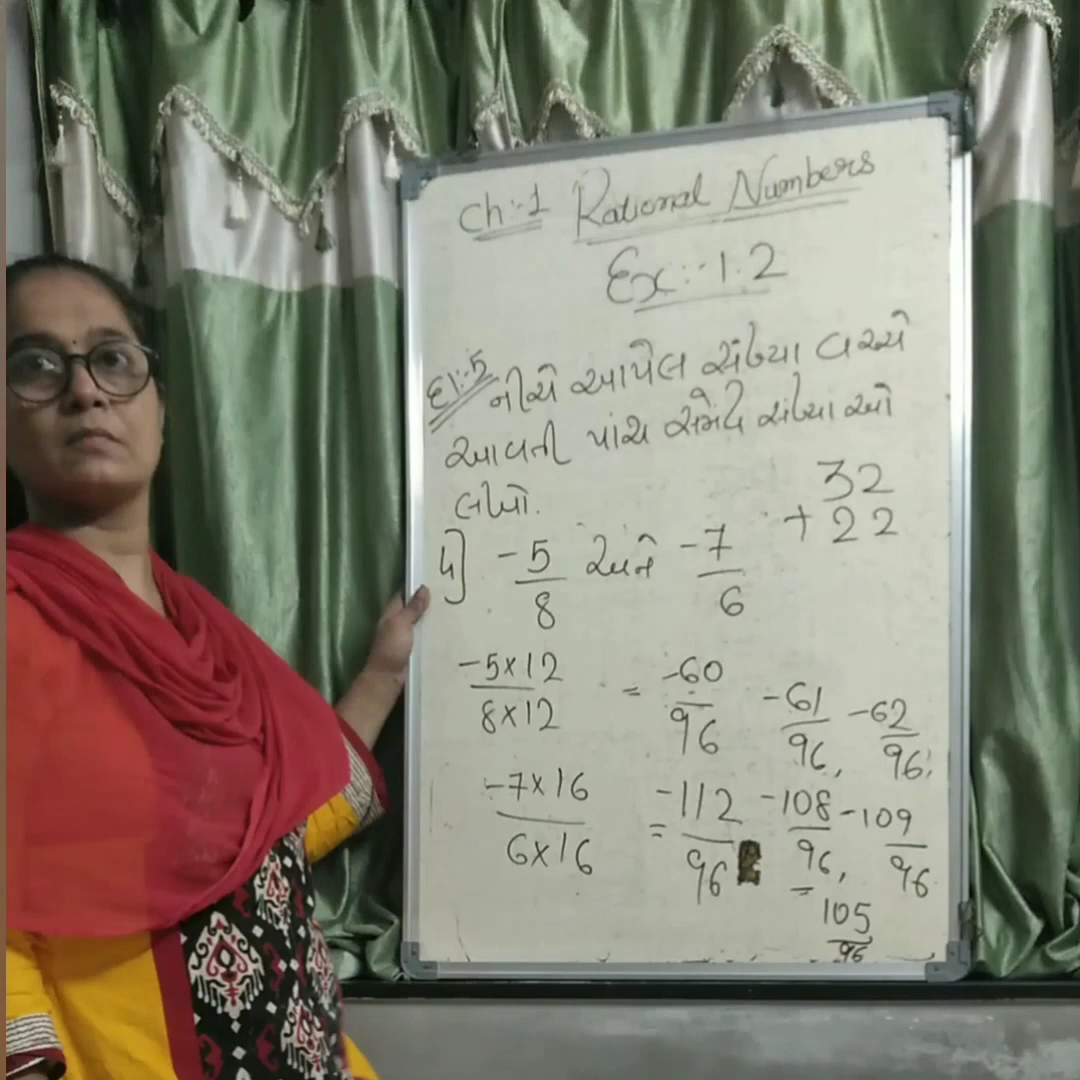 Ch:-1 Rational Numbers
Ex:-1.2
દા:-5 નીચે આપેલ સંખ્યા વચ્ચે
આવતી પાંચ સંમેય સંખ્યા ઓ
લખો.
32
+ 22
4] -5/8 અને -7/6
-5×12/8×12 = -60/96 -61/96, -62/96,
-7×16/6×16 = -112/96 -108/96, -109/96
= 105/96